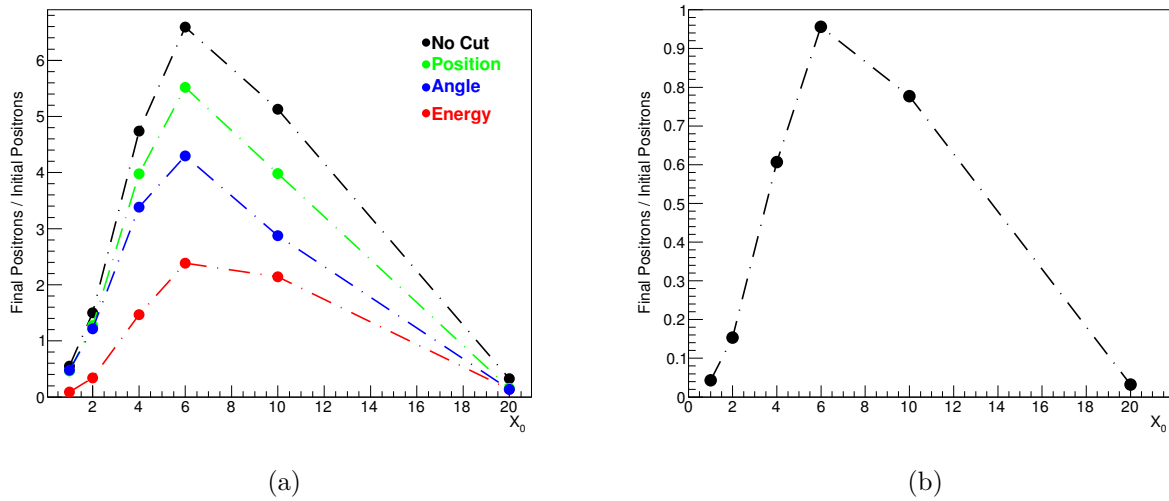 Final Positrons / Initial Positrons
6
5
4
3
2
1
0
No Cut
Position
Angle
Energy
2 4 6 8 10 12 14 16 18 20
X0
(a)
Final Positrons / Initial Positrons
1
0.9
0.8
0.7
0.6
0.5
0.4
0.3
0.2
0.1
0
0 2 4 6 8 10 12 14 16 18 20
X0
(b)